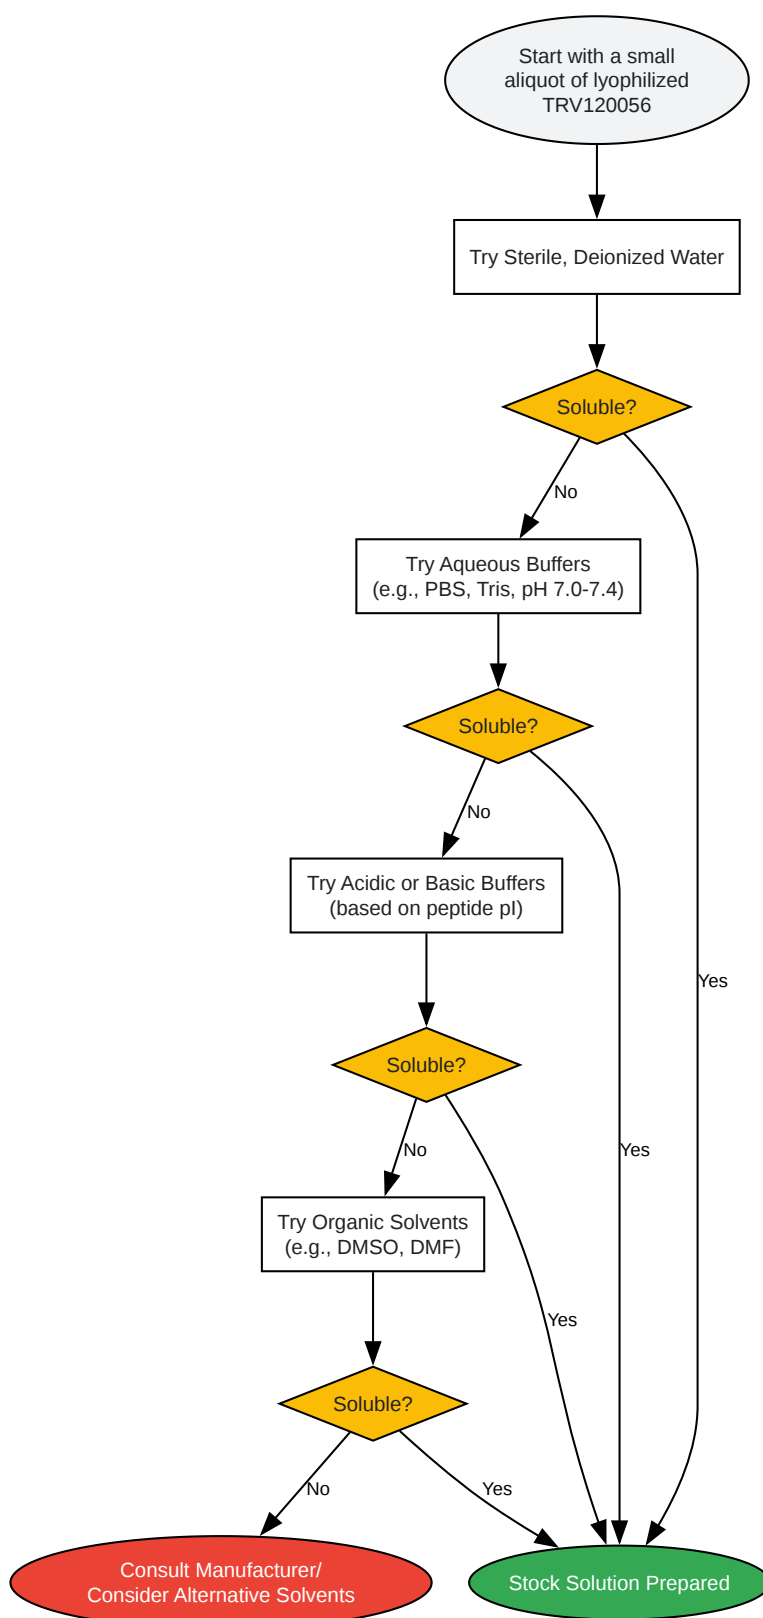 Start with a small
aliquot of lyophilized
TRV120056
Try Sterile, Deionized Water
Soluble?
No
Try Aqueous Buffers
(e.g., PBS, Tris, pH 7.0-7.4)
Soluble?
No
Try Acidic or Basic Buffers
(based on peptide pI)
Yes
Soluble?
No
Yes
Try Organic Solvents
(e.g., DMSO, DMF)
Yes
Soluble?
No
Yes
Consult Manufacturer/
Consider Alternative Solvents
Stock Solution Prepared